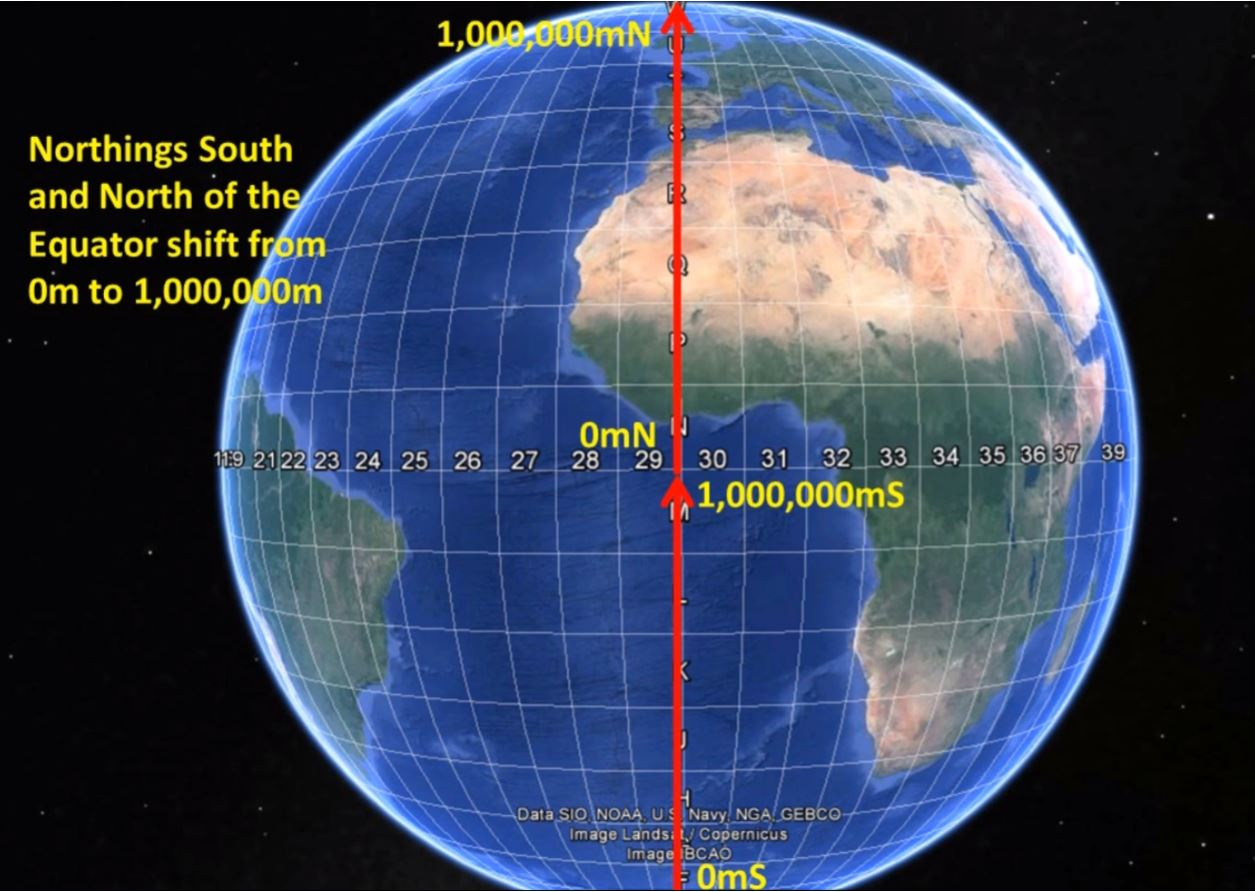 1,000,000mN
U
T
S
Northings South
and North of the
Equator shift from
0m to 1,000,000m
R
Q
P
N
0mN
21 22 23 24 25 26 27 28 29 30 31 32 33 34 35 36 37 39
1,000,000mS
M
K
J
H
Data SIO, NOAA, U.S. Navy, NGA, GEBCO
Image Landsat / Copernicus
Image IBCAO
F
0mS